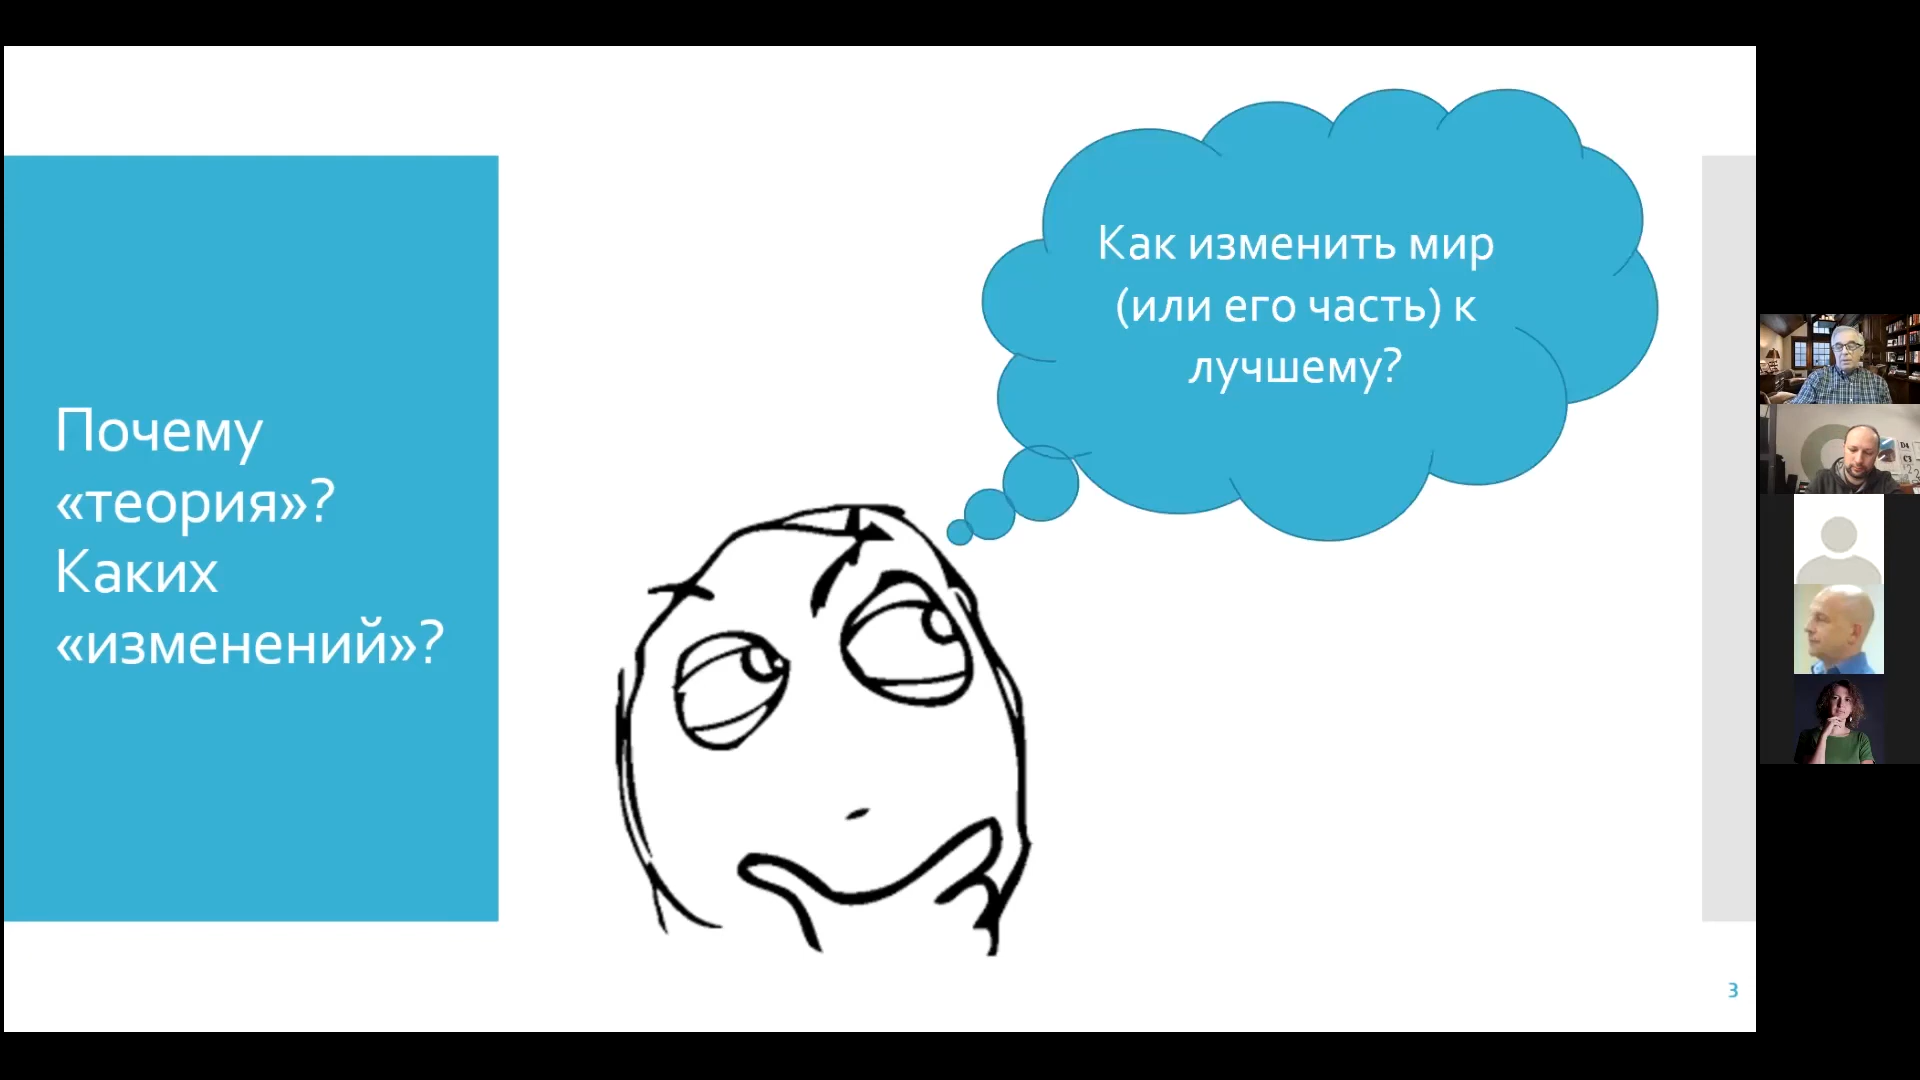 Почему
«теория»?
Каких
«изменений»?
Как изменить мир
(или его часть) к
лучшему?
3